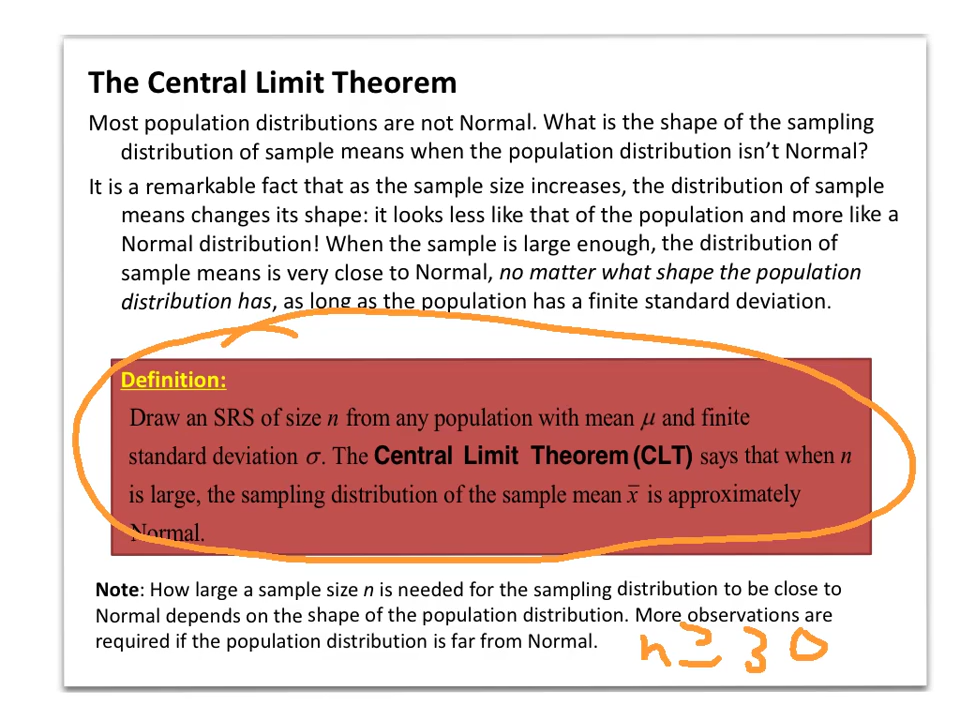 The Central Limit Theorem
Most population distributions are not Normal. What is the shape of the sampling
distribution of sample means when the population distribution isn't Normal?
It is a remarkable fact that as the sample size increases, the distribution of sample
means changes its shape: it looks less like that of the population and more like a
Normal distribution! When the sample is large enough, the distribution of
sample means is very close to Normal, no matter what shape the population
distribution has, as long as the population has a finite standard deviation.
Definition:
Draw an SRS of size n from any population with mean μ and finite
standard deviation σ. The Central Limit Theorem (CLT) says that when n
is large, the sampling distribution of the sample mean x̅ is approximately
Normal.
Note: How large a sample size n is needed for the sampling distribution to be close to
Normal depends on the shape of the population distribution. More observations are
required if the population distribution is far from Normal.
n ≥ 30